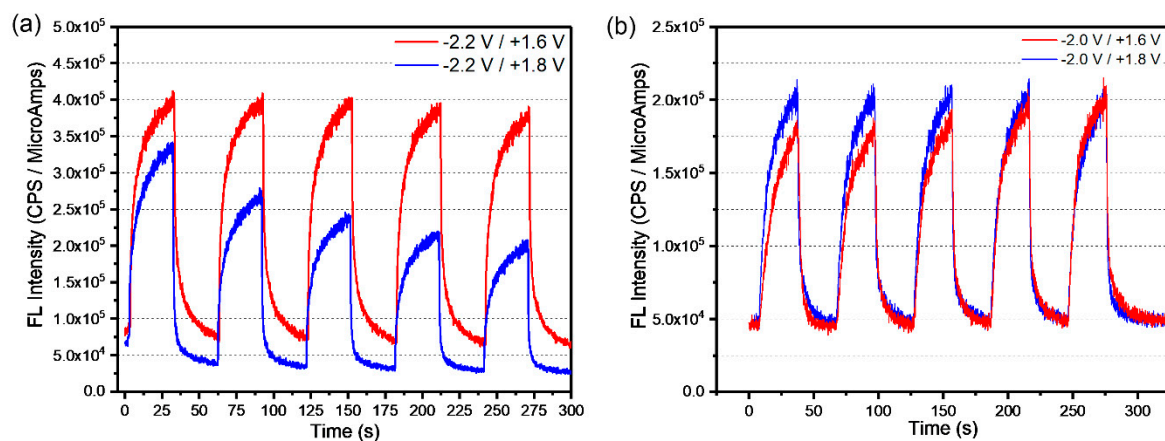 (a)
5.0x10⁵
4.5x10⁵
4.0x10⁵
3.5x10⁵
3.0x10⁵
2.5x10⁵
2.0x10⁵
1.5x10⁵
1.0x10⁵
5.0x10⁴
0.0
FL Intensity (CPS / MicroAmps)
-2.2 V / +1.6 V
-2.2 V / +1.8 V
0 25 50 75 100 125 150 175 200 225 250 275 300
Time (s)
(b)
2.5x10⁵
2.0x10⁵
1.5x10⁵
1.0x10⁵
5.0x10⁴
0.0
FL Intensity (CPS / MicroAmps)
-2.0 V / +1.6 V
-2.0 V / +1.8 V
0 50 100 150 200 250 300
Time (s)